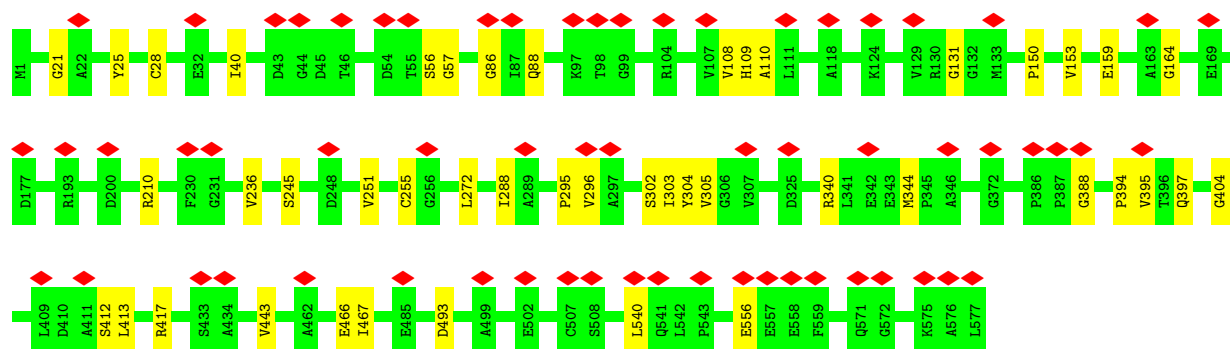 M1 G21 A22 Y25 C28 E32 I40 D43 G44 D45 T46 D54 T55 S56 G57 G86 I87 Q88 K97 T98 G99 R104 V107 V108 H109 A110 L111 A118 K124 V129 R130 G131 G132 M133 P150 V153 E159 A163 G164 E169
D177 R193 D200 R210 F230 G231 V236 S245 D248 V251 C255 G256 L272 I288 A289 P295 V296 A297 S302 I303 Y304 V305 G306 V307 D325 R340 L341 E342 E343 M344 P345 A346 G372 P386 P387 G388 P394 V395 T396 Q397 G404
L409 D410 A411 S412 L413 R417 S433 A434 V443 A462 E466 I467 E485 D493 A499 E502 C507 S508 L540 Q541 L542 P543 E556 E557 E558 F559 Q571 G572 K575 A576 L577